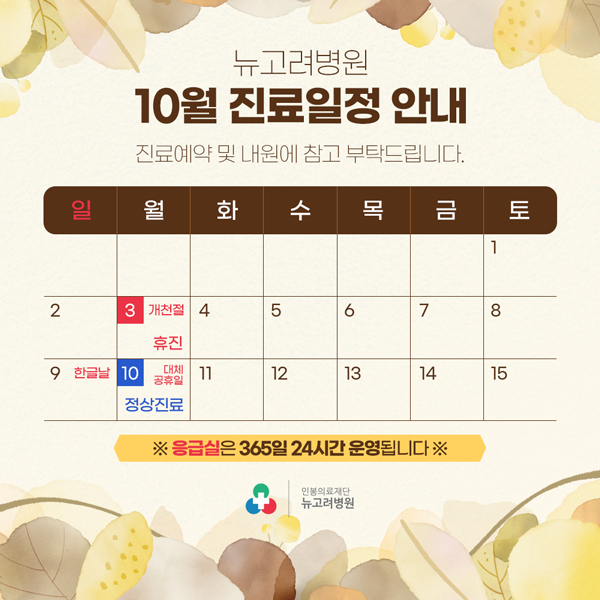 뉴고려병원
10월 진료일정 안내
진료예약 및 내원에 참고 부탁드립니다.
일 월 화 수 목 금 토
1
2 3 개천절 4 5 6 7 8
휴진
9 한글날 10 대체 11 12 13 14 15
공휴일
정상진료
※ 응급실은 365일 24시간 운영됩니다 ※
인봉의료재단
뉴고려병원